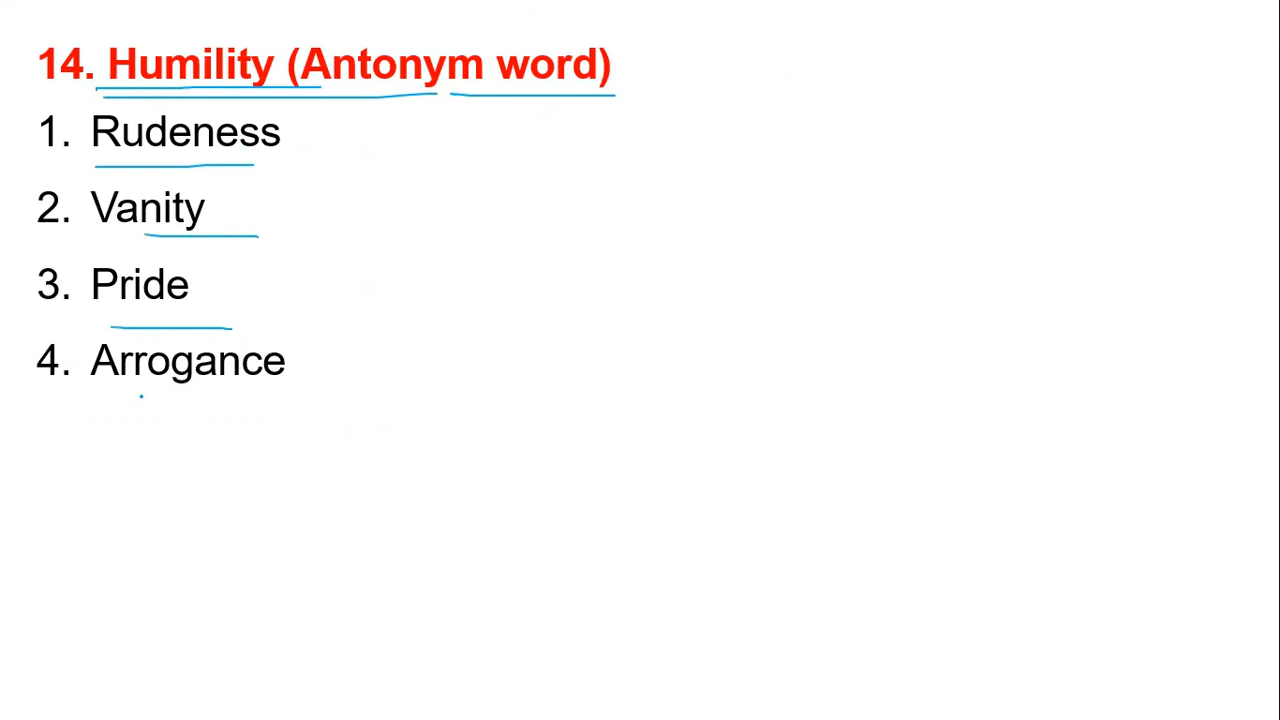 14. Humility (Antonym word)
1. Rudeness
2. Vanity
3. Pride
4. Arrogance